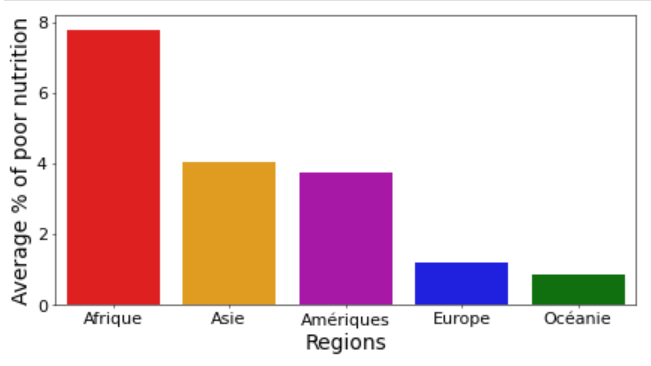 Average % of poor nutrition
8
6
4
2
0
Afrique Asie Amériques Europe Océanie
Regions